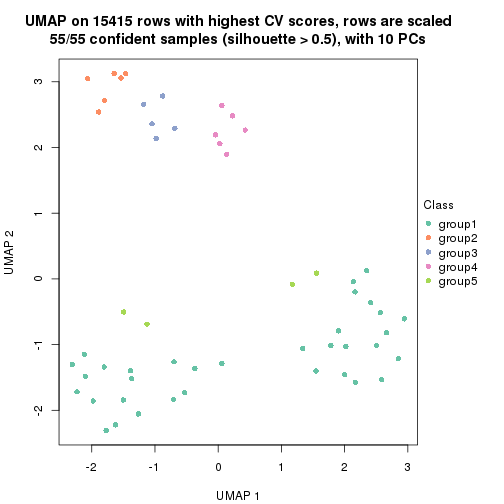 UMAP on 15415 rows with highest CV scores, rows are scaled
55/55 confident samples (silhouette > 0.5), with 10 PCs
3
2
1
0
-1
-2
UMAP 2
-2 -1 0 1 2 3
UMAP 1
Class
group1
group2
group3
group4
group5